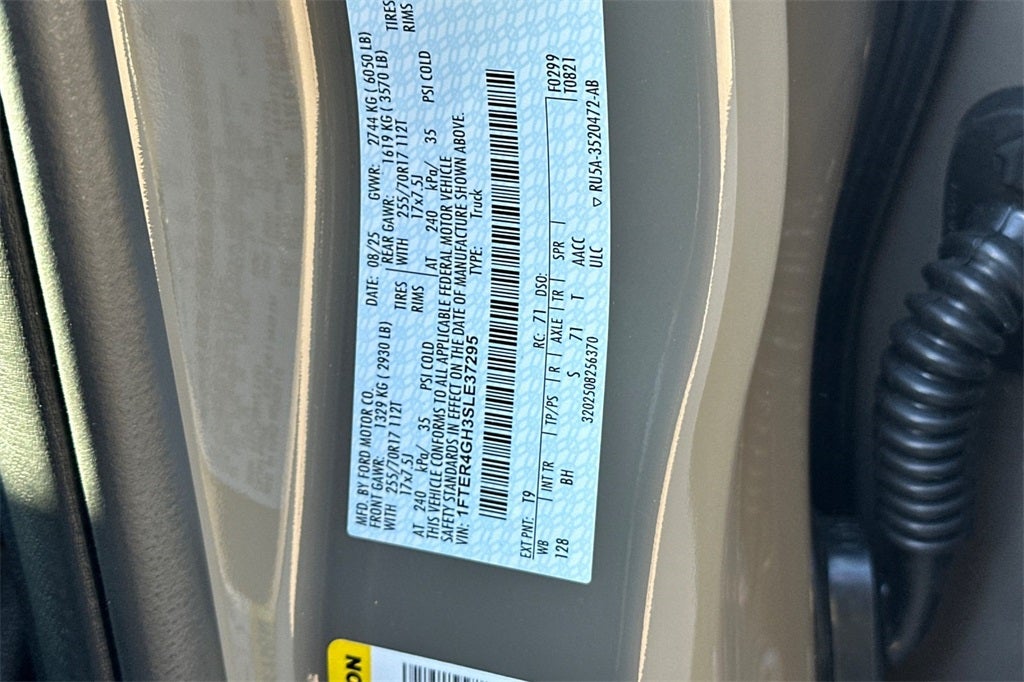 MFD. BY FORD MOTOR CO.
DATE: 08/25 GVWR: 2744 KG ( 6050 LB)
FRONT GAWR: 1329 KG ( 2930 LB) REAR GAWR: 1619 KG ( 3570 LB)
WITH 255/70R17 112T TIRES WITH 255/70R17 112T TIRES
17x7.5J RIMS 17x7.5J RIMS
AT 240 kPa/ 35 PSI COLD AT 240 kPa/ 35 PSI COLD
THIS VEHICLE CONFORMS TO ALL APPLICABLE FEDERAL MOTOR VEHICLE
SAFETY STANDARDS IN EFFECT ON THE DATE OF MANUFACTURE SHOWN ABOVE.
VIN: 1FTER4GH3SLE37295 TYPE: Truck
EXT PNT: T9 RC: 71 DSO: F0299
WB INT TR TP/PS R AXLE TR SPR T0821
128 BH S 71 T AACC
3202508256370 ULC
▽ RU5A-3520472-AB
ON